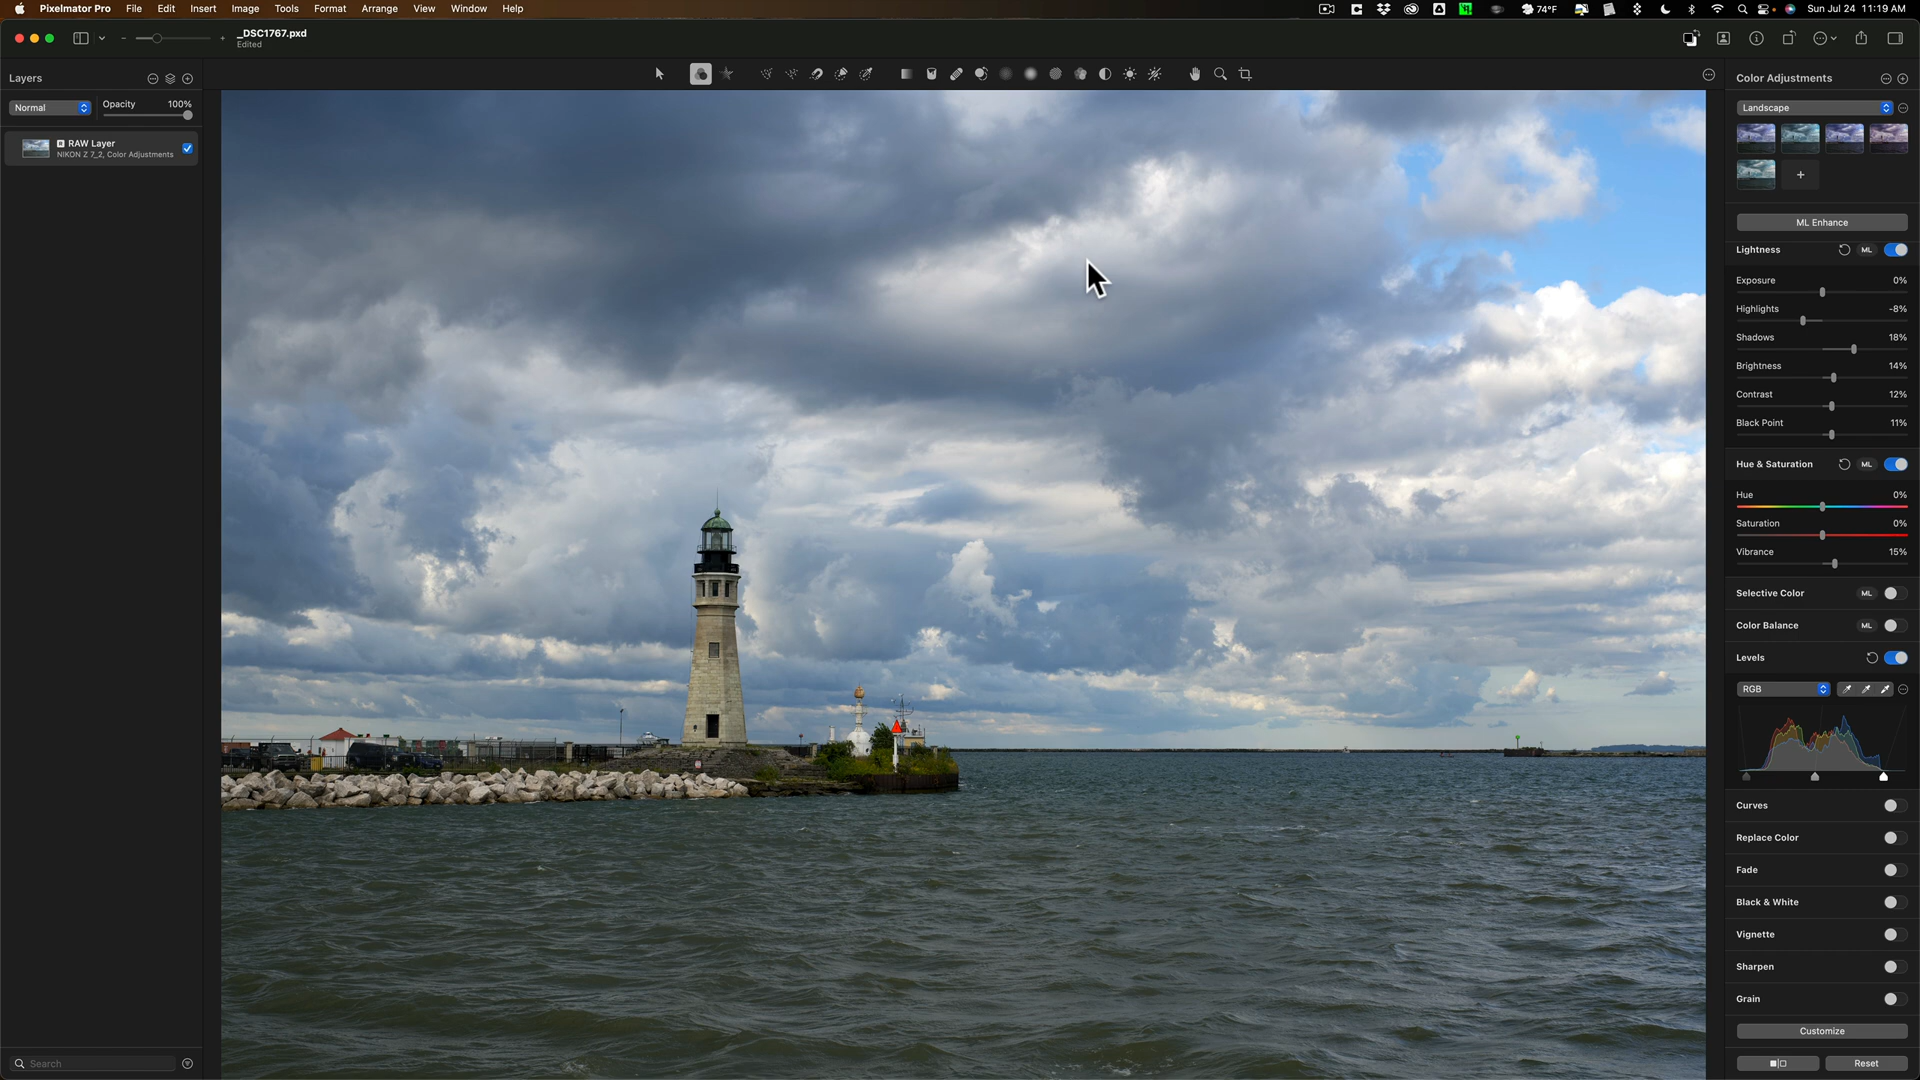 Pixelmator Pro File Edit Insert Image Tools Format Arrange View Window Help 74°F Sun Jul 24 11:19 AM
_DSC1767.pxd
Edited
Layers
Normal Opacity 100%
RAW Layer
NIKON Z 7_2, Color Adjustments
Search
Color Adjustments
Landscape
ML Enhance
Lightness ML
Exposure 0%
Highlights -8%
Shadows 18%
Brightness 14%
Contrast 12%
Black Point 11%
Hue & Saturation ML
Hue 0%
Saturation 0%
Vibrance 15%
Selective Color ML
Color Balance ML
Levels
RGB
Curves
Replace Color
Fade
Black & White
Vignette
Sharpen
Grain
Customize
Reset